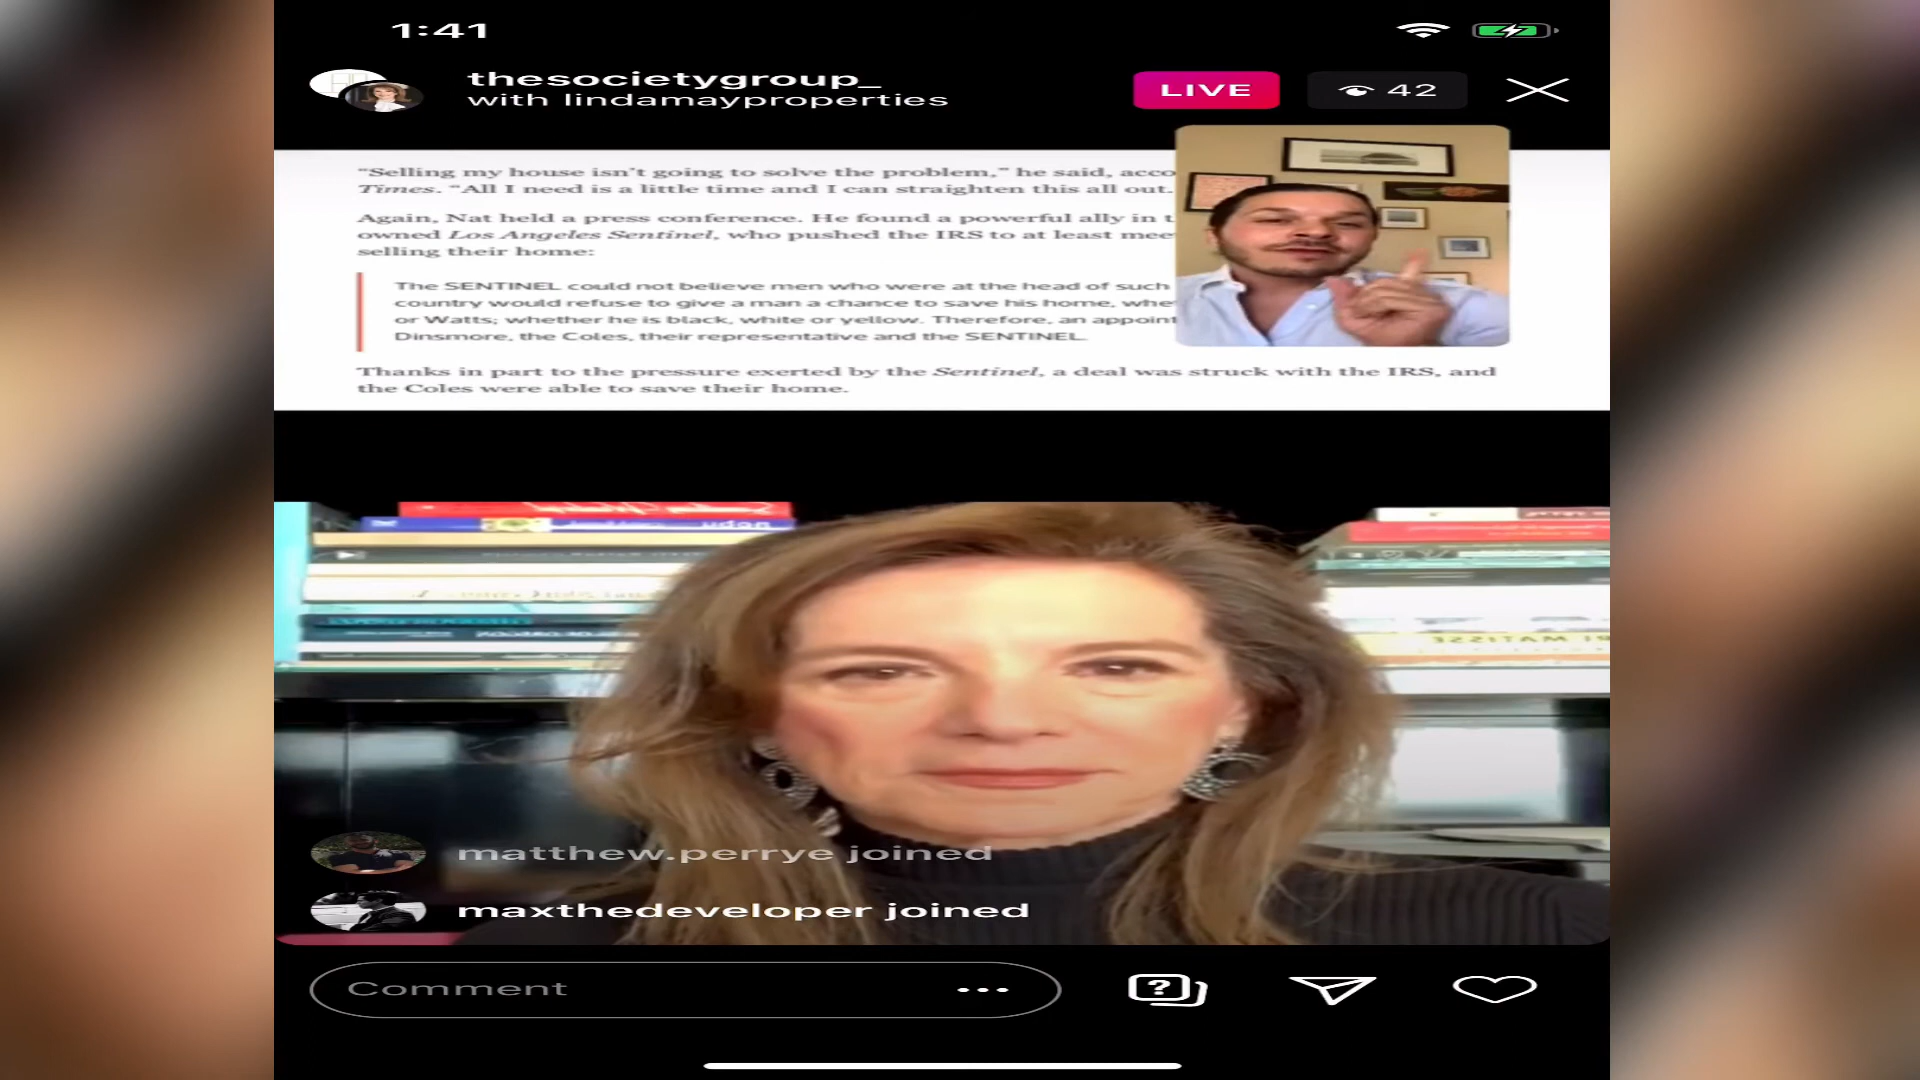 1:41
thesocietygroup_
with lindamayproperties
LIVE
42
"Selling my house isn't going to solve the problem," he said, acco
Times. "All I need is a little time and I can straighten this all out.
Again, Nat held a press conference. He found a powerful ally in t
owned Los Angeles Sentinel, who pushed the IRS to at least mee
selling their home:
The SENTINEL could not believe men who were at the head of such
country would refuse to give a man a chance to save his home, whe
or Watts; whether he is black, white or yellow. Therefore, an appoint
Dinsmore, the Coles, their representative and the SENTINEL.
Thanks in part to the pressure exerted by the Sentinel, a deal was struck with the IRS, and
the Coles were able to save their home.
MATISSE
matthew.perrye joined
maxthedeveloper joined
Comment